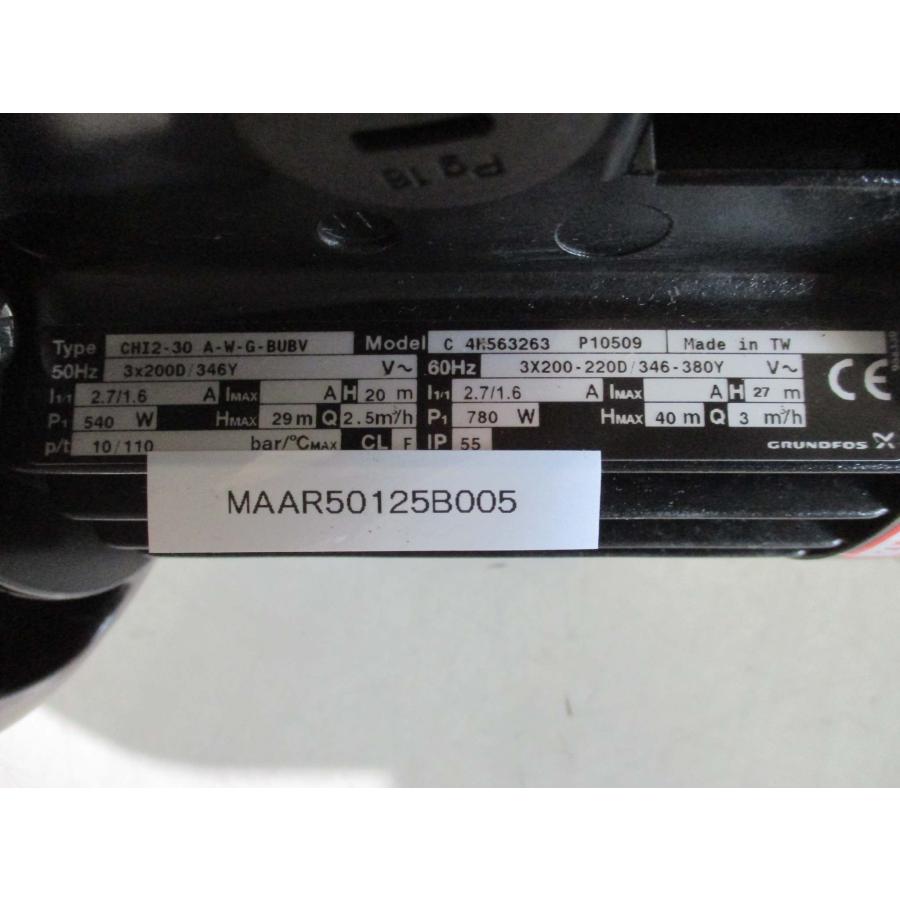 Pg 16
Type CHI2-30 A-W-G-BUBV Model C 4K563263 P10509 Made in TW
50Hz 3x200D/346Y V~ 60Hz 3X200-220D/346-380Y V~
I1/1 2.7/1.6 A IMAX A H 20 m I1/1 2.7/1.6 A IMAX A H 27 m
P1 540 W HMAX 29 m Q 2.5 m³/h P1 780 W HMAX 40 m Q 3 m³/h
p/t 10/110 bar/°CMAX CL F IP 55
CE
GRUNDFOS
MAAR50125B005